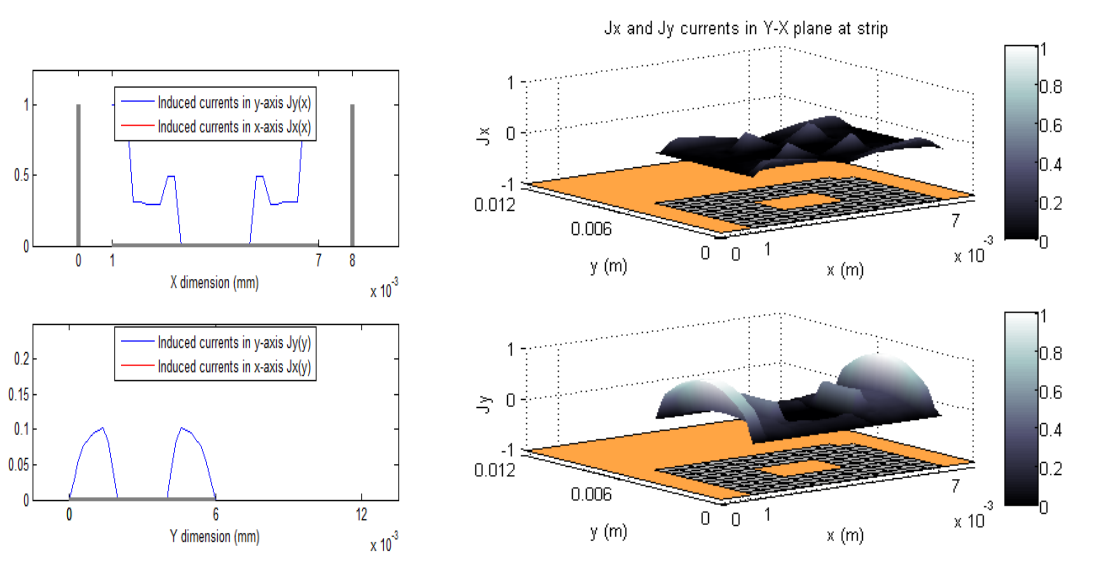 Induced currents in y-axis Jy(x)
Induced currents in x-axis Jx(x)
1
0.5
0
0 1 7 8
X dimension (mm)
x 10-3
Induced currents in y-axis Jy(y)
Induced currents in x-axis Jx(y)
0.2
0.15
0.1
0.05
0
0 6 12
Y dimension (mm)
x 10-3
Jx and Jy currents in Y-X plane at strip
Jx
1
0
-1
0.012
0.006
0
y (m)
0 1 7
x (m)
x 10-3
1
0.8
0.6
0.4
0.2
0
Jy
1
0
-1
0.012
0.006
0
y (m)
0 1 7
x (m)
x 10-3
1
0.8
0.6
0.4
0.2
0